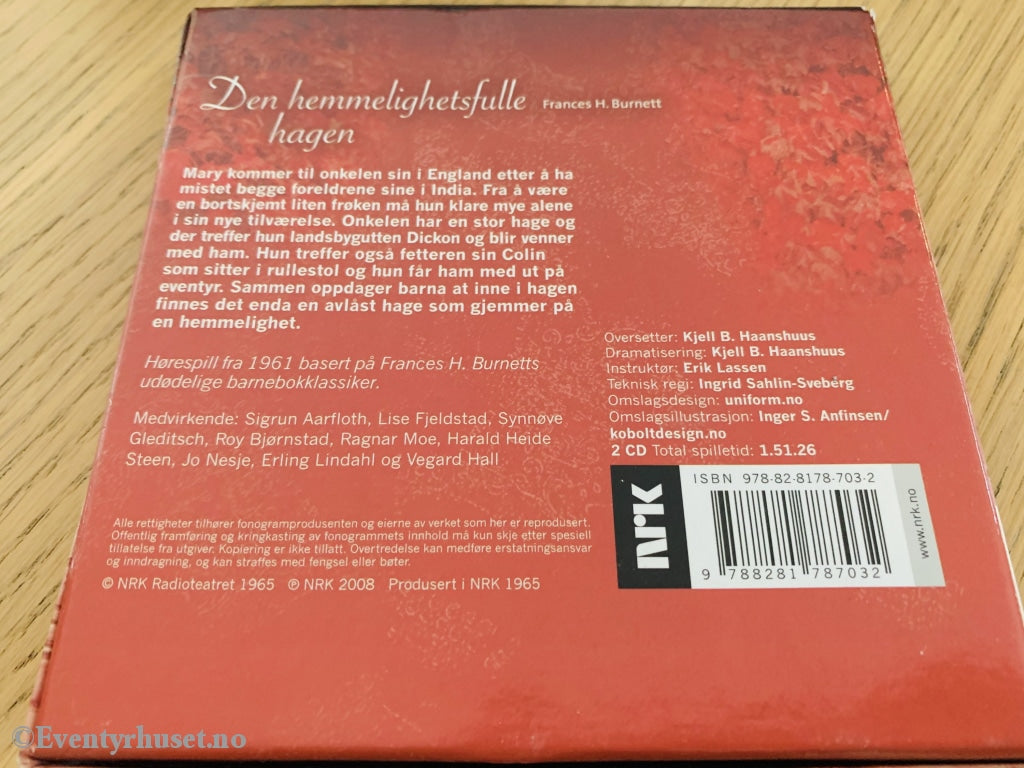 Den hemmelighetsfulle Frances H. Burnett
hagen
Mary kommer til onkelen sin i England etter å ha
mistet begge foreldrene sine i India. Fra å være
en bortskjemt liten frøken må hun klare mye alene
i sin nye tilværelse. Onkelen har en stor hage og
der treffer hun landsbygutten Dickon og blir venner
med ham. Hun treffer også fetteren sin Colin
som sitter i rullestol og hun får ham med ut på
eventyr. Sammen oppdager barna at inne i hagen
finnes det enda en avlåst hage som gjemmer på
en hemmelighet.
Hørespill fra 1961 basert på Frances H. Burnetts
udødelige barnebokklassiker.
Medvirkende: Sigrun Aarfloth, Lise Fjeldstad, Synnøve
Gleditsch, Roy Bjørnstad, Ragnar Moe, Harald Heide
Steen, Jo Nesje, Erling Lindahl og Vegard Hall
Alle rettigheter tilhører fonogramprodusenten og eierne av verket som her er reprodusert.
Offentlig framføring og kringkasting av fonogrammets innhold må kun skje etter spesiell
tillatelse fra utgiver. Kopiering er ikke tillatt. Overtredelse kan medføre erstatningsansvar
og inndragning, og kan straffes med fengsel eller bøter.
© NRK Radioteatret 1965 ℗ NRK 2008 Produsert i NRK 1965
Oversetter: Kjell B. Haanshuus
Dramatisering: Kjell B. Haanshuus
Instruktør: Erik Lassen
Teknisk regi: Ingrid Sahlin-Sveberg
Omslagsdesign: uniform.no
Omslagsillustrasjon: Inger S. Anfinsen/
koboltdesign.no
2 CD Total spilletid: 1.51.26
NRK
ISBN 978-82-8178-703-2
9 788281 787032
www.nrk.no
©Eventyrhuset.no